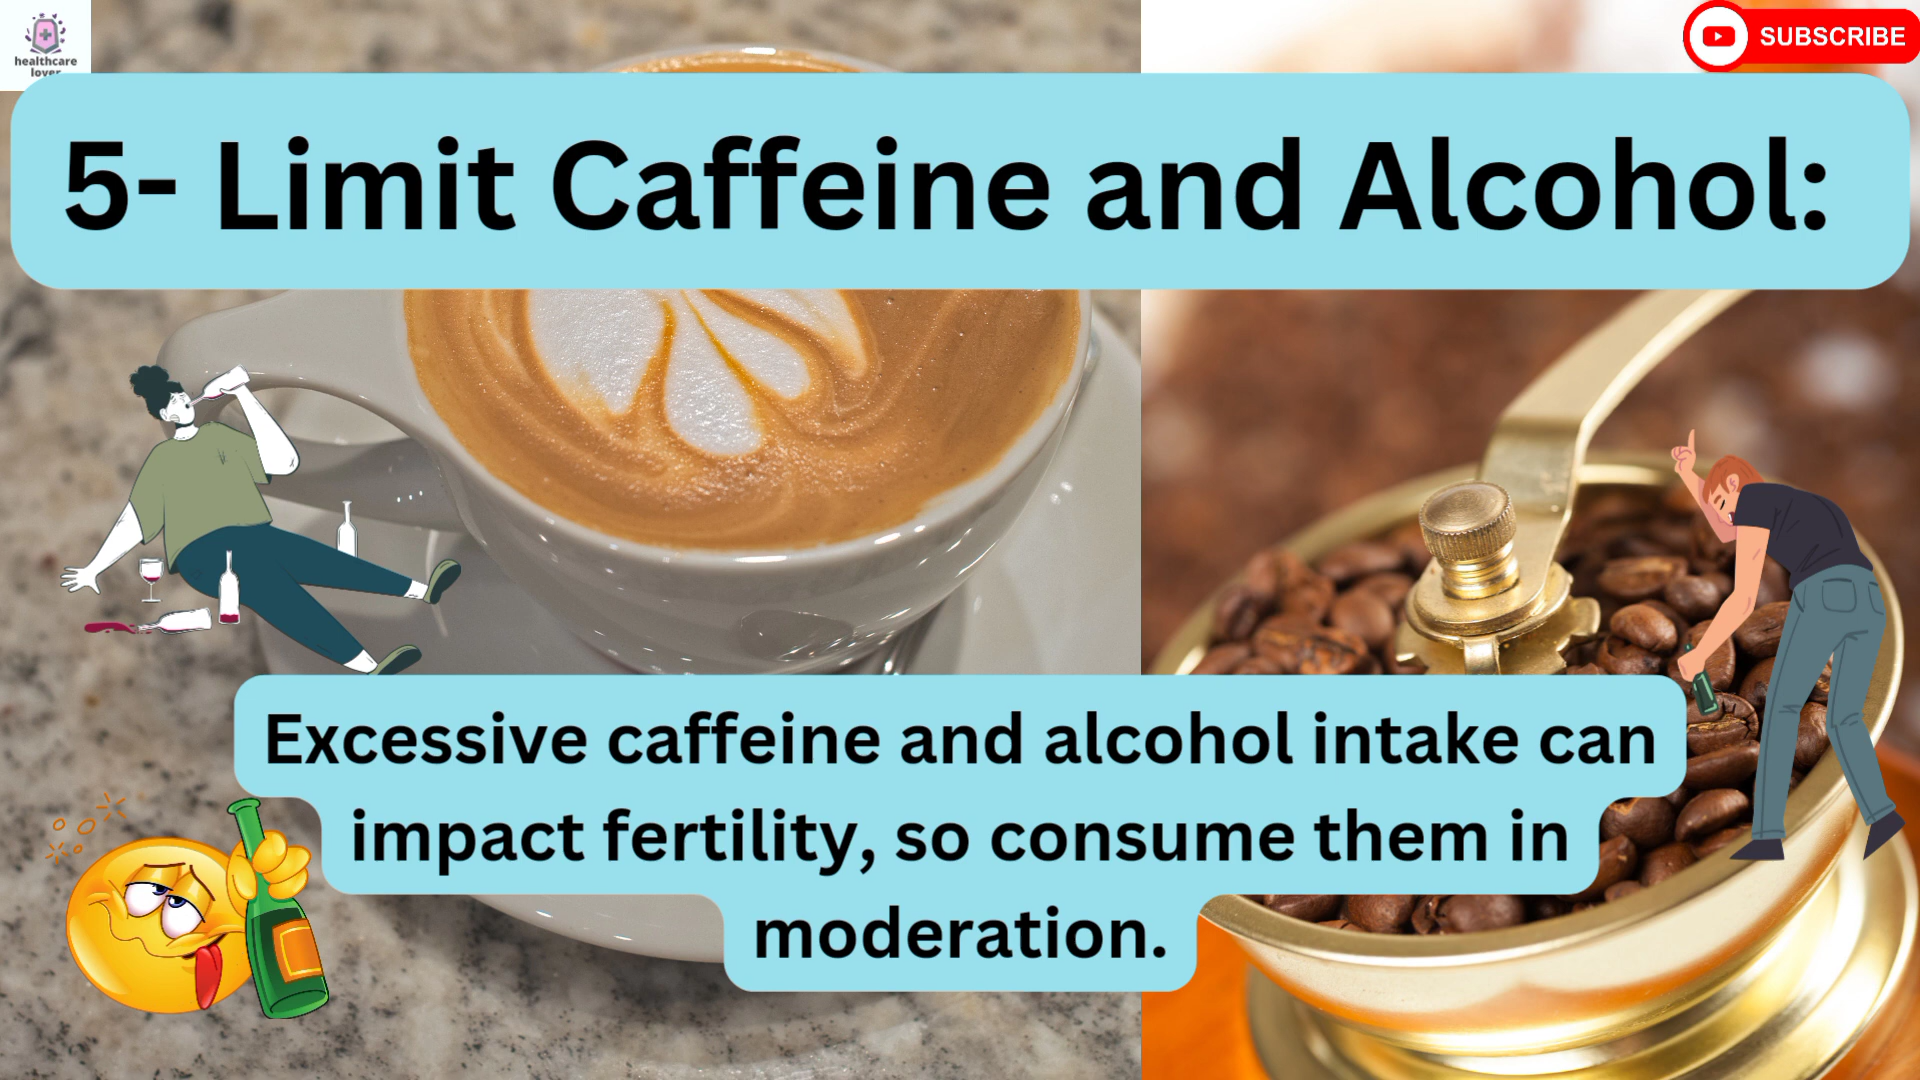 healthcare
lover
SUBSCRIBE
5- Limit Caffeine and Alcohol:
Excessive caffeine and alcohol intake can
impact fertility, so consume them in
moderation.